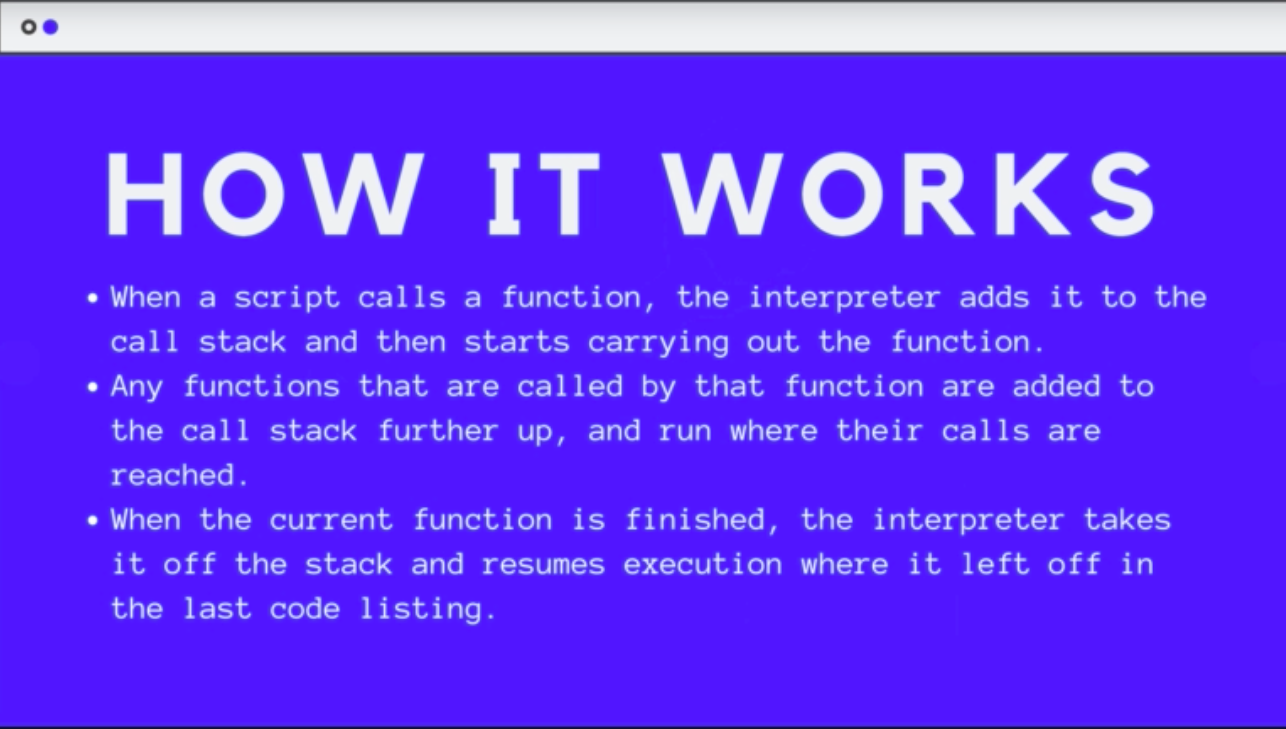 HOW IT WORKS
• When a script calls a function, the interpreter adds it to the
call stack and then starts carrying out the function.
• Any functions that are called by that function are added to
the call stack further up, and run where their calls are
reached.
• When the current function is finished, the interpreter takes
it off the stack and resumes execution where it left off in
the last code listing.